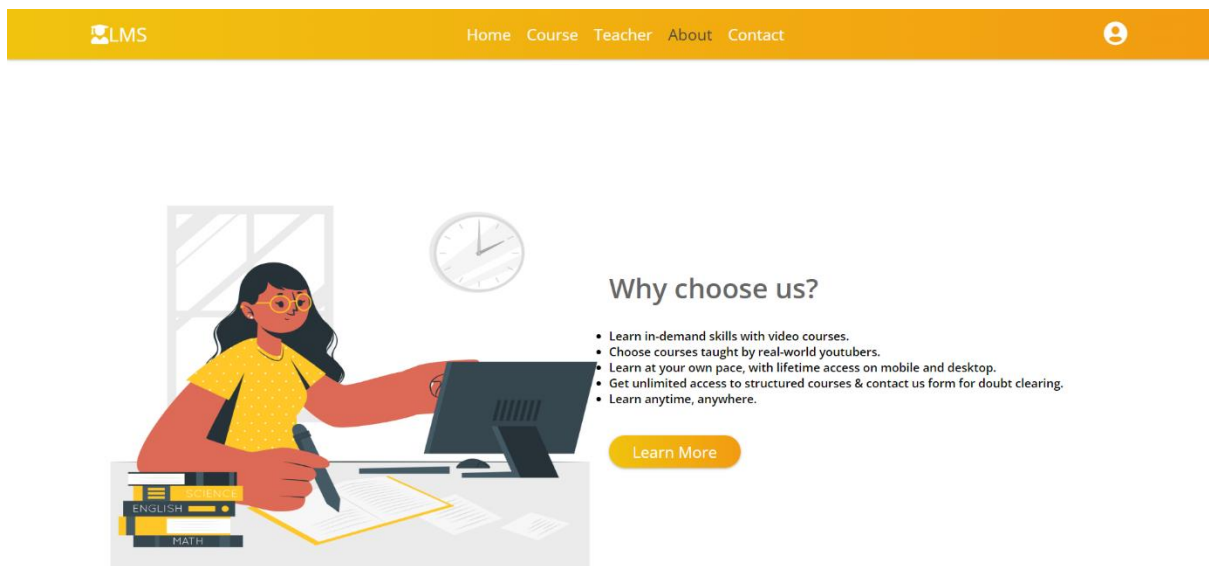 LMS
Home Course Teacher About Contact
Why choose us?
Learn in-demand skills with video courses.
Choose courses taught by real-world youtubers.
Learn at your own pace, with lifetime access on mobile and desktop.
Get unlimited access to structured courses & contact us form for doubt clearing.
Learn anytime, anywhere.
Learn More
SCIENCE
ENGLISH
MATH